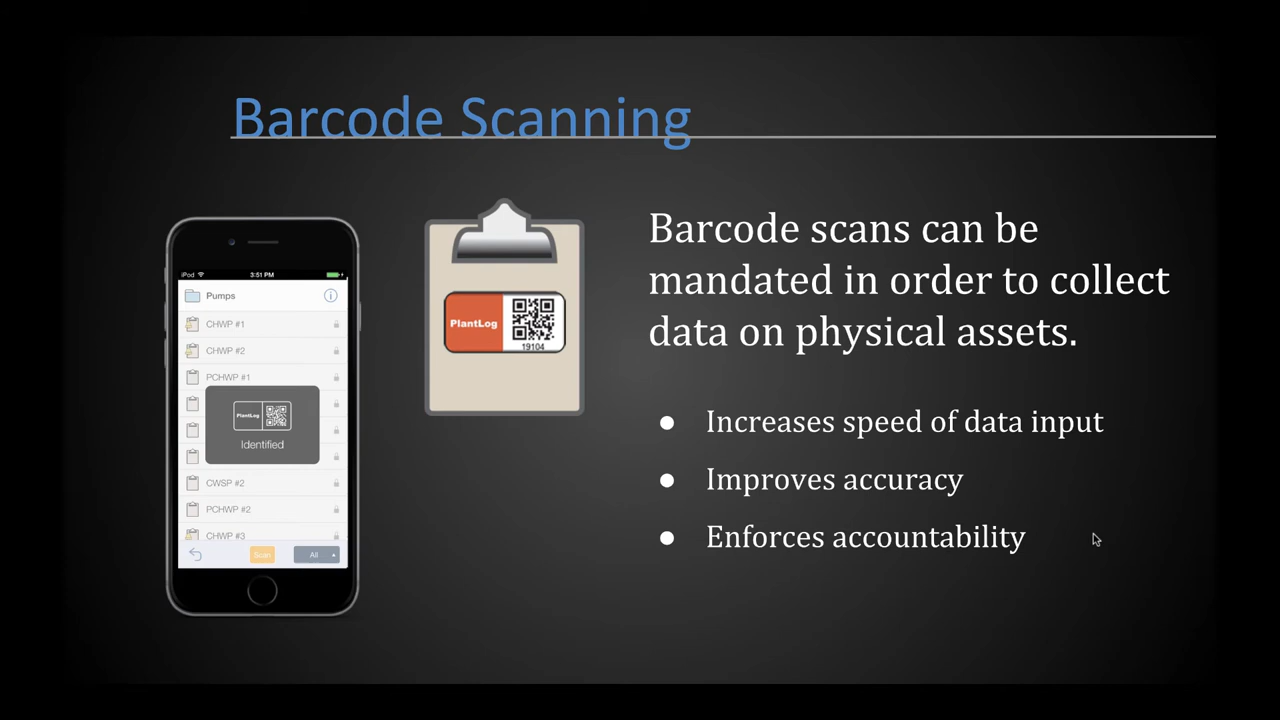 Barcode Scanning
Barcode scans can be
mandated in order to collect
data on physical assets.
● Increases speed of data input
● Improves accuracy
● Enforces accountability
PlantLog
19104
iPod
3:51 PM
Pumps
CHWP #1
CHWP #2
PCHWP #1
PlantLog
Identified
CWSP #2
PCHWP #2
CHWP #3
Scan
All